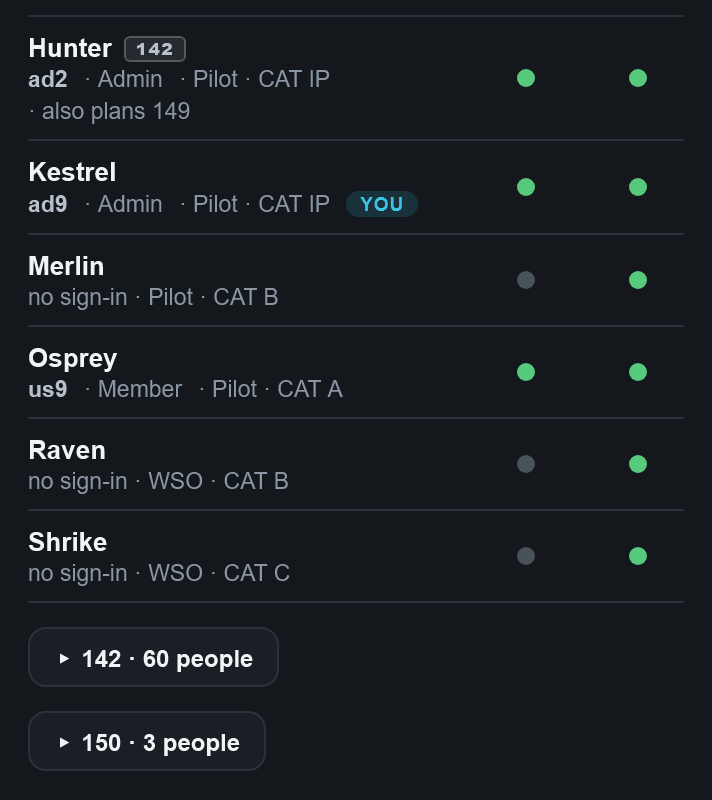 Hunter 142
ad2 · Admin · Pilot · CAT IP
· also plans 149
Kestrel
ad9 · Admin · Pilot · CAT IP YOU
Merlin
no sign-in · Pilot · CAT B
Osprey
us9 · Member · Pilot · CAT A
Raven
no sign-in · WSO · CAT B
Shrike
no sign-in · WSO · CAT C
142 · 60 people
150 · 3 people